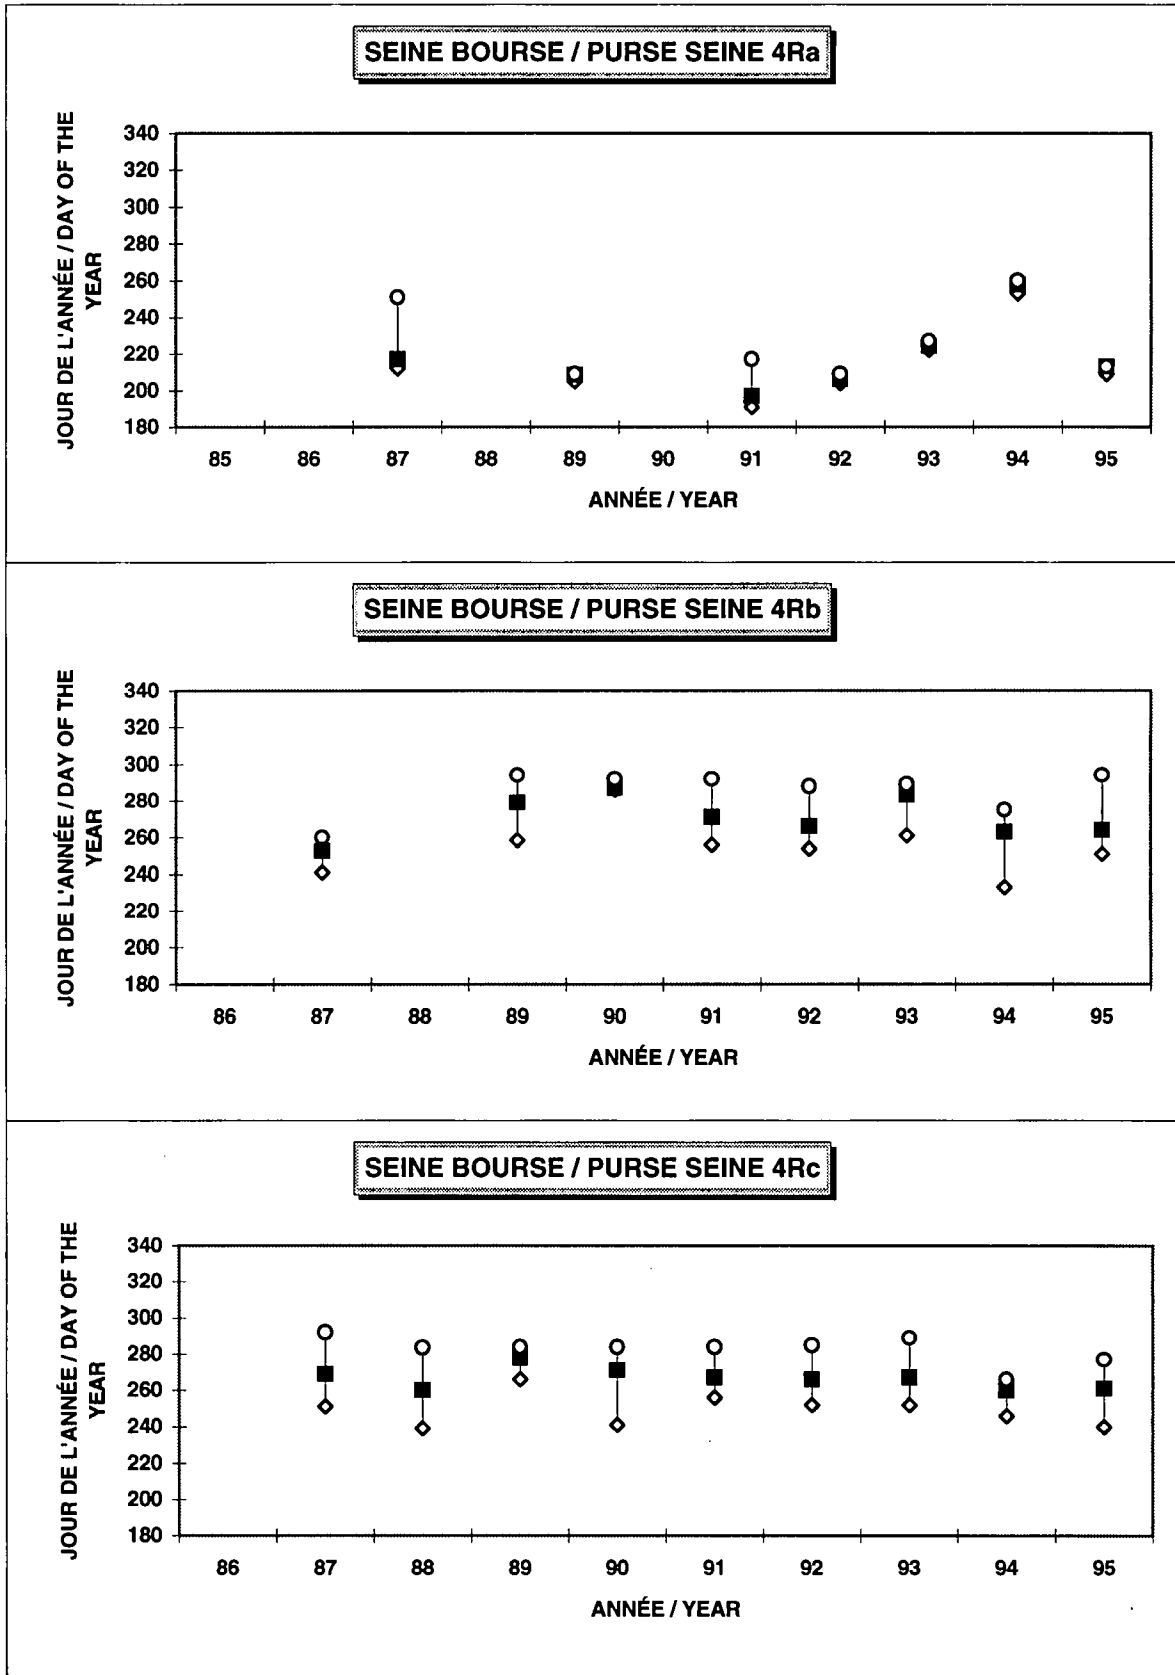 SEINE BOURSE / PURSE SEINE 4Ra
JOUR DE L'ANNÉE / DAY OF THE
YEAR
340
320
300
280
260
240
220
200
180
85 86 87 88 89 90 91 92 93 94 95
ANNÉE / YEAR
SEINE BOURSE / PURSE SEINE 4Rb
JOUR DE L'ANNÉE / DAY OF THE
YEAR
340
320
300
280
260
240
220
200
180
86 87 88 89 90 91 92 93 94 95
ANNÉE / YEAR
SEINE BOURSE / PURSE SEINE 4Rc
JOUR DE L'ANNÉE / DAY OF THE
YEAR
340
320
300
280
260
240
220
200
180
86 87 88 89 90 91 92 93 94 95
ANNÉE / YEAR